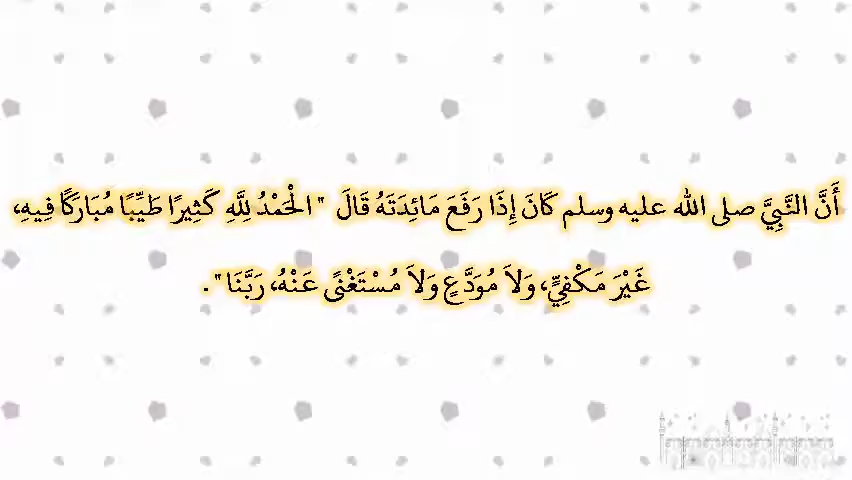 أَنَّ النَّبِيَّ صلى الله عليه وسلم كَانَ إِذَا رَفَعَ مَائِدَتَهُ قَالَ ‏"‏ الْحَمْدُ لِلَّهِ كَثِيرًا طَيِّبًا مُبَارَكًا فِيهِ،
غَيْرَ مَكْفِيٍّ، وَلاَ مُوَدَّعٍ وَلاَ مُسْتَغْنًى عَنْهُ، رَبَّنَا ‏"‏‏.‏